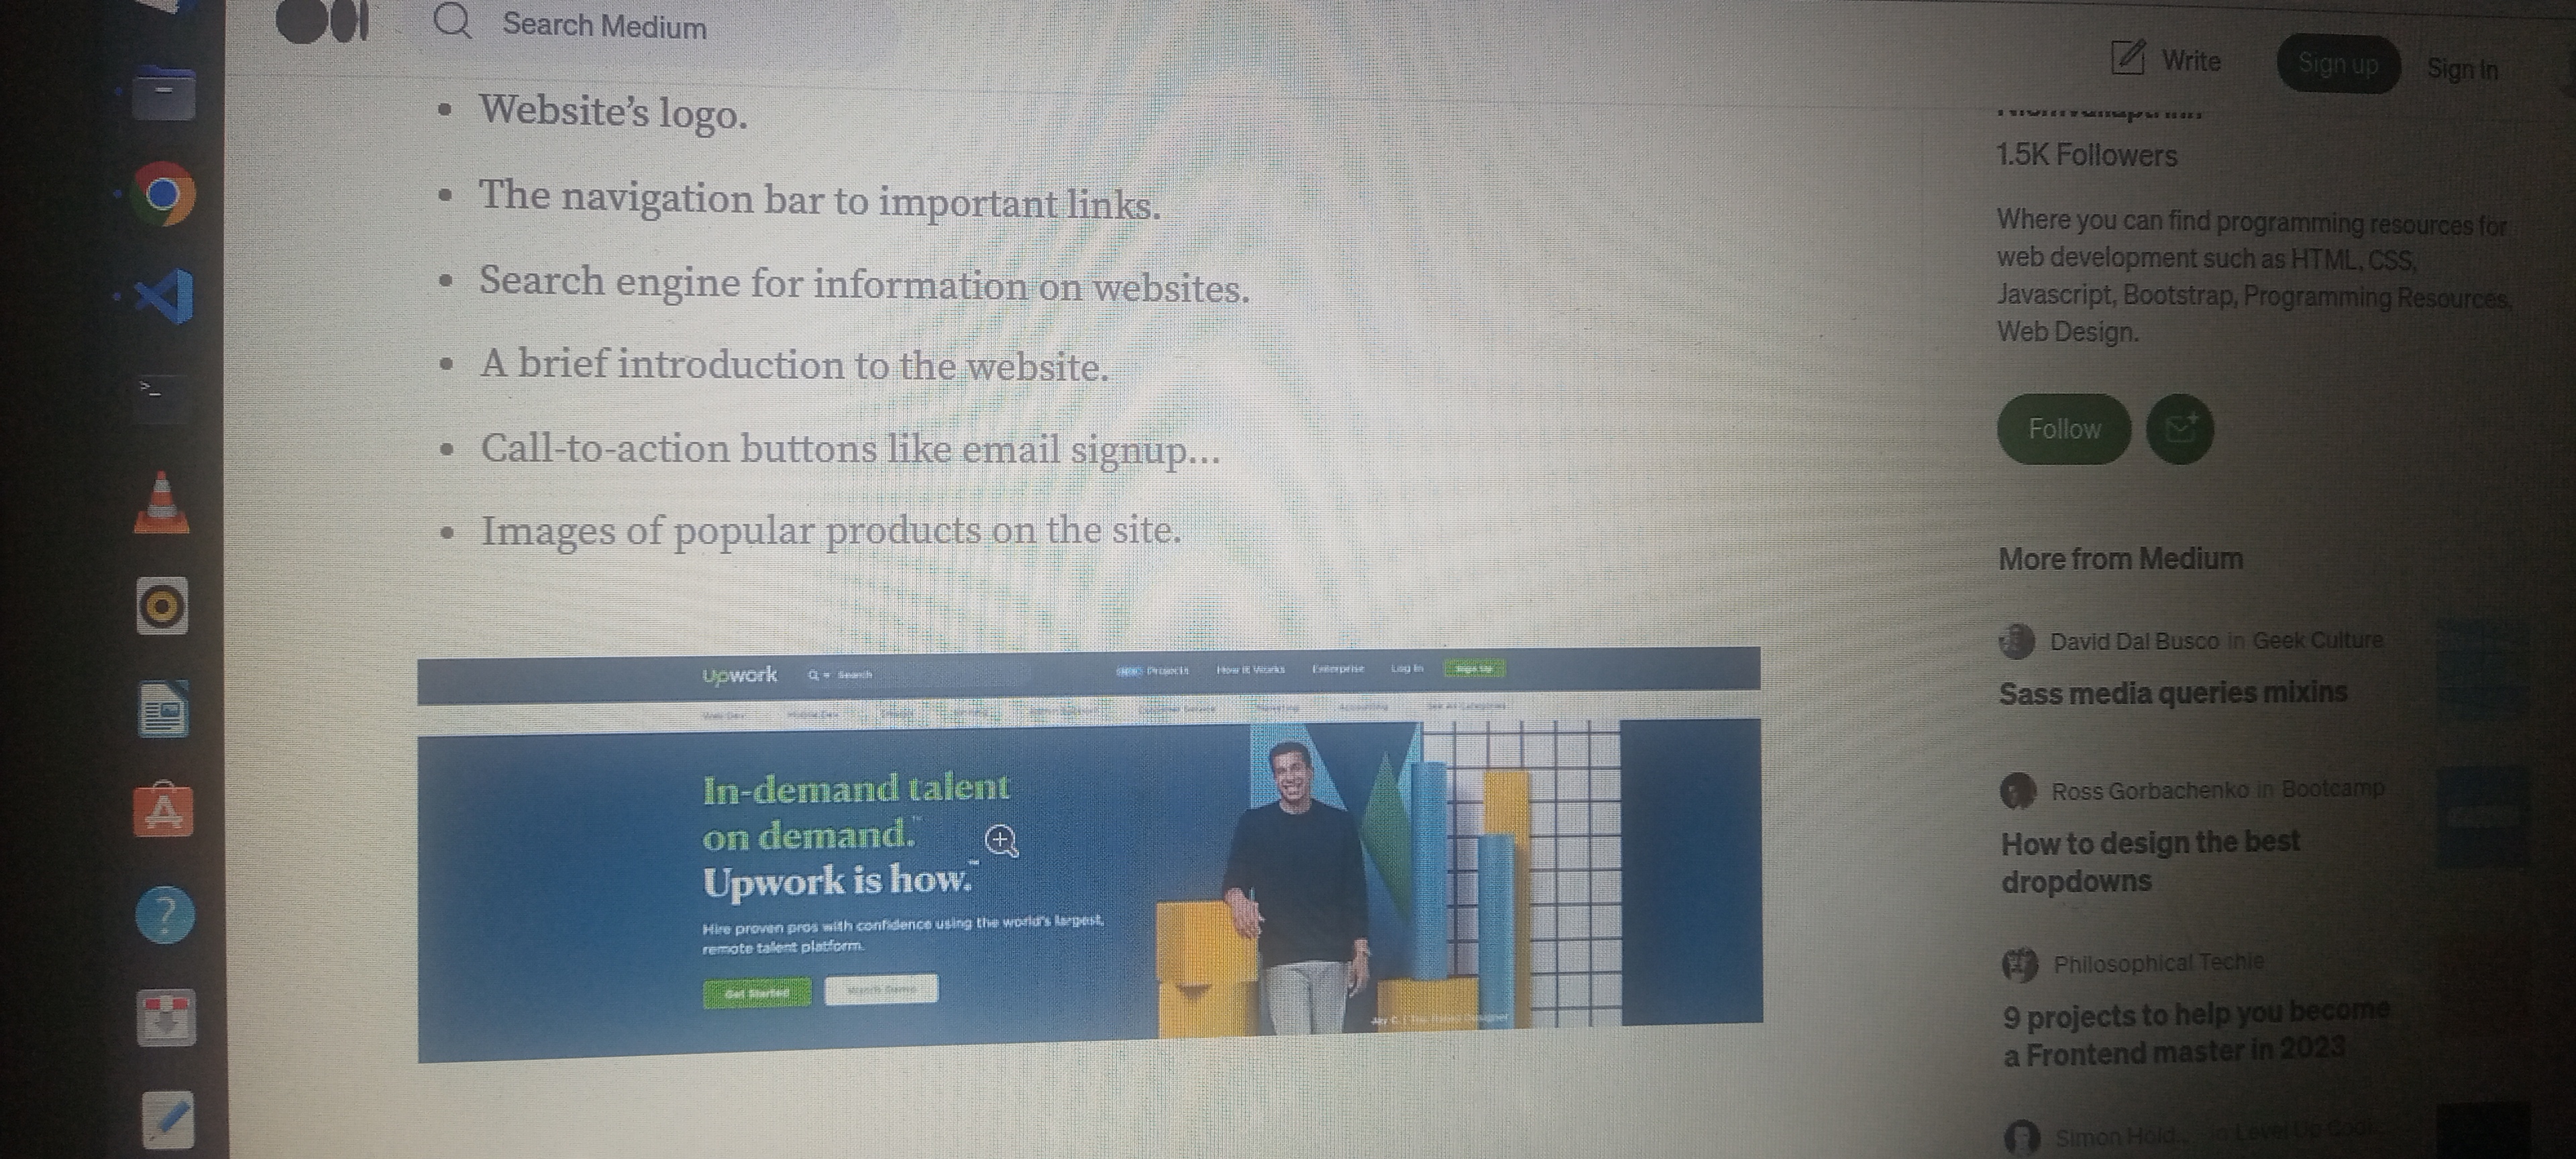 Search Medium
Write
Sign up
Sign in
• Website's logo.
• The navigation bar to important links.
• Search engine for information on websites.
• A brief introduction to the website.
• Call-to-action buttons like email signup...
• Images of popular products on the site.
Upwork
Search
Projects
How it Works
Enterprise
Log In
Sign Up
In-demand talent
on demand.™
Upwork is how.™
Hire proven pros with confidence using the world's largest,
remote talent platform.
Get Started
1.5K Followers
Where you can find programming resources for
web development such as HTML, CSS,
Javascript, Bootstrap, Programming Resources,
Web Design.
Follow
More from Medium
David Dal Busco in Geek Culture
Sass media queries mixins
Ross Gorbachenko in Bootcamp
How to design the best
dropdowns
Philosophical Techie
9 projects to help you become
a Frontend master in 2023
Simon Hold... in Level Up Codi...